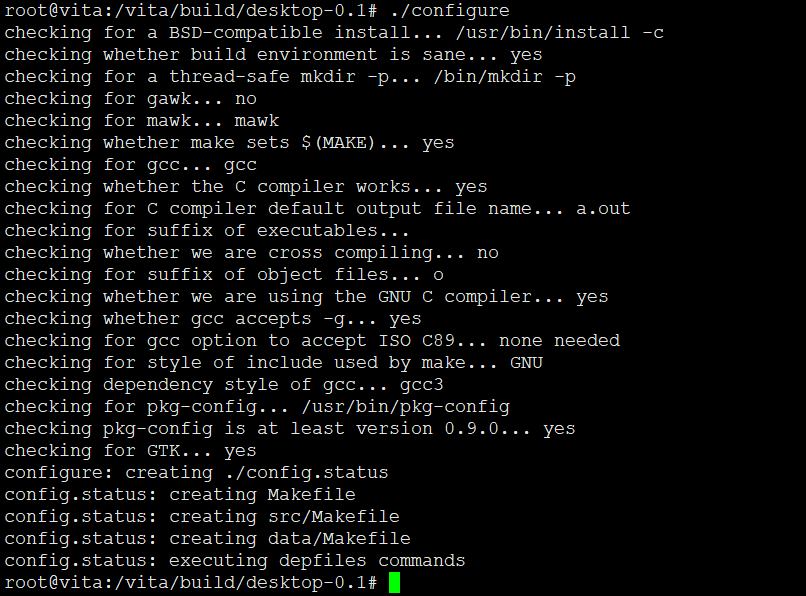 root@vita:/vita/build/desktop-0.1# ./configure
checking for a BSD-compatible install... /usr/bin/install -c
checking whether build environment is sane... yes
checking for a thread-safe mkdir -p... /bin/mkdir -p
checking for gawk... no
checking for mawk... mawk
checking whether make sets $(MAKE)... yes
checking for gcc... gcc
checking whether the C compiler works... yes
checking for C compiler default output file name... a.out
checking for suffix of executables...
checking whether we are cross compiling... no
checking for suffix of object files... o
checking whether we are using the GNU C compiler... yes
checking whether gcc accepts -g... yes
checking for gcc option to accept ISO C89... none needed
checking for style of include used by make... GNU
checking dependency style of gcc... gcc3
checking for pkg-config... /usr/bin/pkg-config
checking pkg-config is at least version 0.9.0... yes
checking for GTK... yes
configure: creating ./config.status
config.status: creating Makefile
config.status: creating src/Makefile
config.status: creating data/Makefile
config.status: executing depfiles commands
root@vita:/vita/build/desktop-0.1#